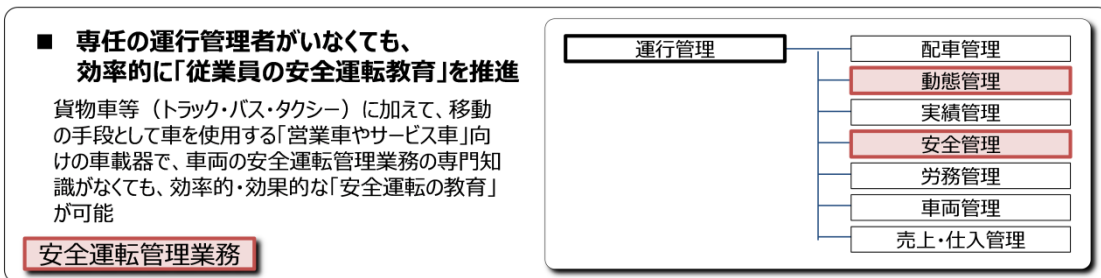 ■ 専任の運行管理者がいなくても、
効率的に「従業員の安全運転教育」を推進
貨物車等（トラック・バス・タクシー）に加えて、移動
の手段として車を使用する「営業車やサービス車」向
けの車載器で、車両の安全運転管理業務の専門知
識がなくても、効率的・効果的な「安全運転の教育」
が可能
安全運転管理業務
運行管理
配車管理
動態管理
実績管理
安全管理
労務管理
車両管理
売上・仕入管理